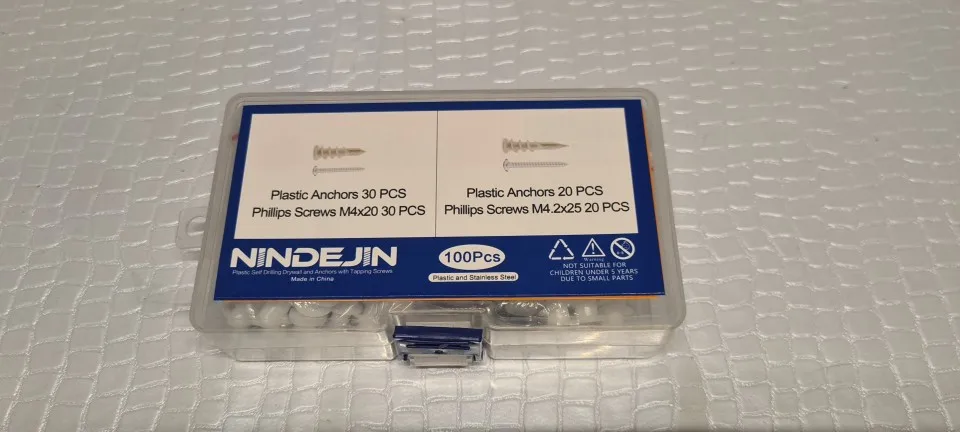 Plastic Anchors 30 PCS
Phillips Screws M4x20 30 PCS
Plastic Anchors 20 PCS
Phillips Screws M4.2x25 20 PCS
NINDEJIN
Plastic Self Drilling Drywall and Anchors with Tapping Screws
Made in China
100Pcs
Plastic and Stainless Steel
Warning
NOT SUITABLE FOR
CHILDREN UNDER 5 YEARS
DUE TO SMALL PARTS